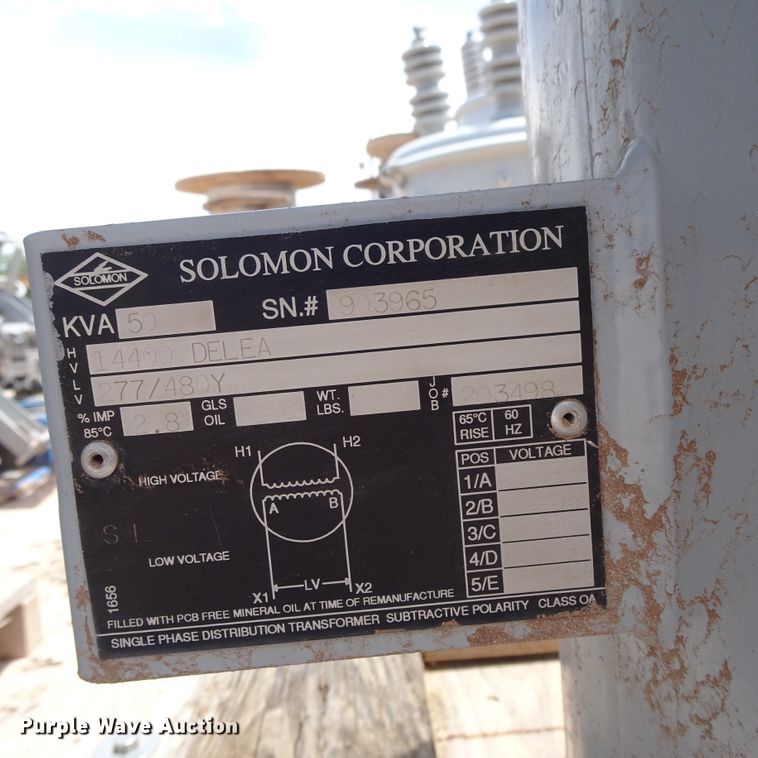 SOLOMON
SOLOMON CORPORATION
KVA 50 SN.# 903965
HV 14400 DELEA
LV 277/480Y
% IMP 85°C 2.8 GLS OIL WT. LBS. JOB # 203498
65°C RISE 60 HZ
POS VOLTAGE
1/A
2/B
3/C
4/D
5/E
H1 H2
HIGH VOLTAGE
A B
S L
LOW VOLTAGE
X1 LV X2
1656
FILLED WITH PCB FREE MINERAL OIL AT TIME OF REMANUFACTURE
SINGLE PHASE DISTRIBUTION TRANSFORMER SUBTRACTIVE POLARITY CLASS OA
Purple Wave Auction